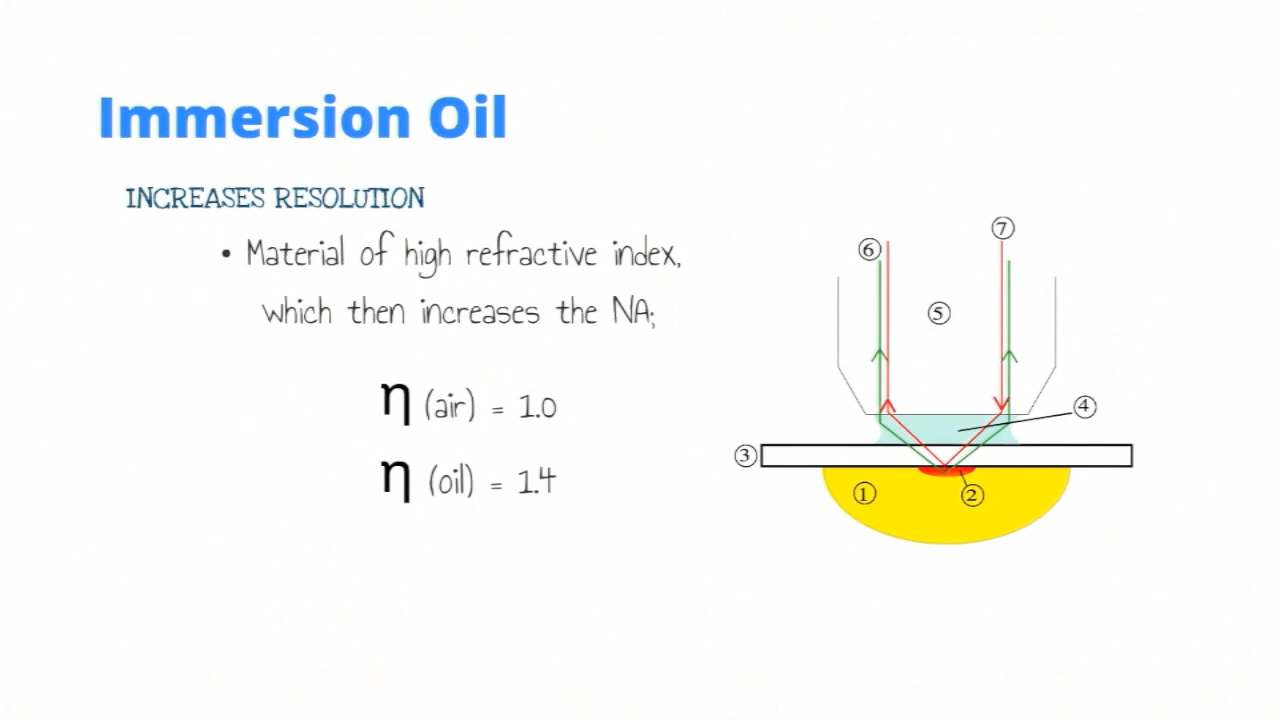 Immersion Oil
INCREASES RESOLUTION
• Material of high refractive index,
which then increases the NA;
η (air) = 1.0
η (oil) = 1.4
⑥
⑦
⑤
④
③
①
②